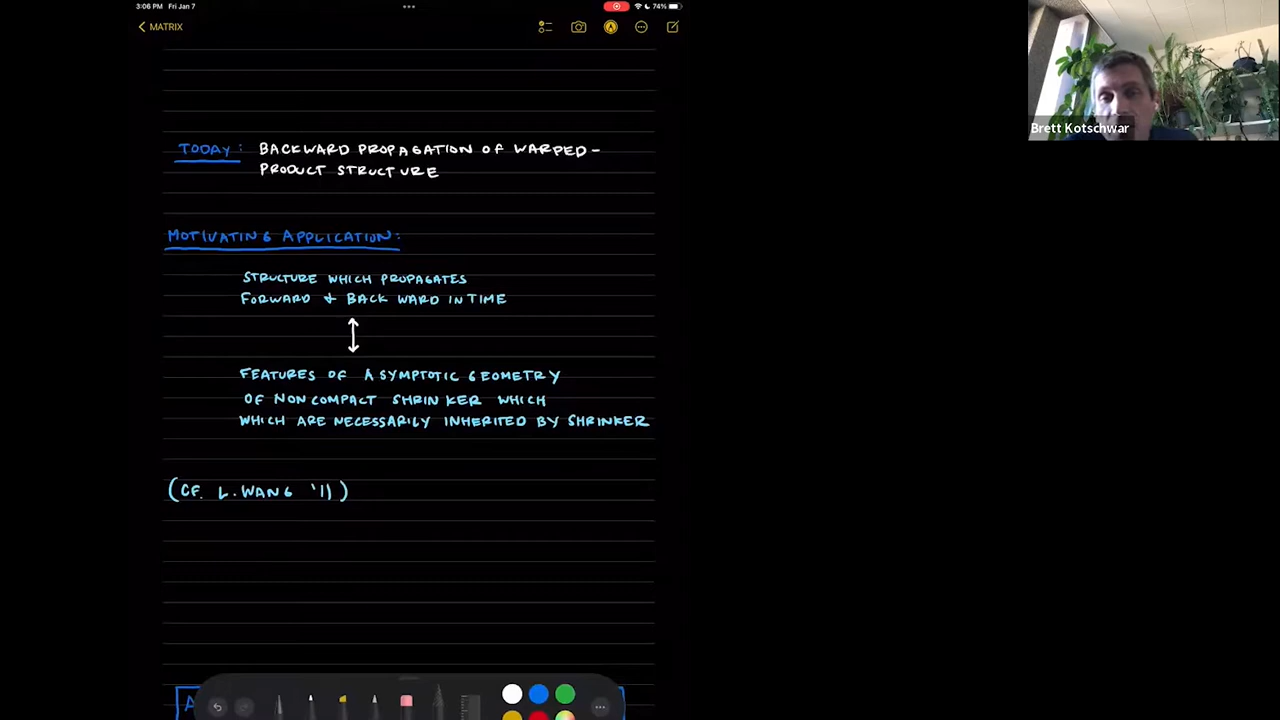 3:06 PM Fri Jan 7
74%
MATRIX
Brett Kotschwar
TODAY: BACKWARD PROPAGATION OF WARPED-
PRODUCT STRUCTURE
MOTIVATING APPLICATION:
STRUCTURE WHICH PROPAGATES
FORWARD + BACKWARD IN TIME
FEATURES OF ASYMPTOTIC GEOMETRY
OF NONCOMPACT SHRINKER WHICH
WHICH ARE NECESSARILY INHERITED BY SHRINKER
(CF. L. WANG '11)